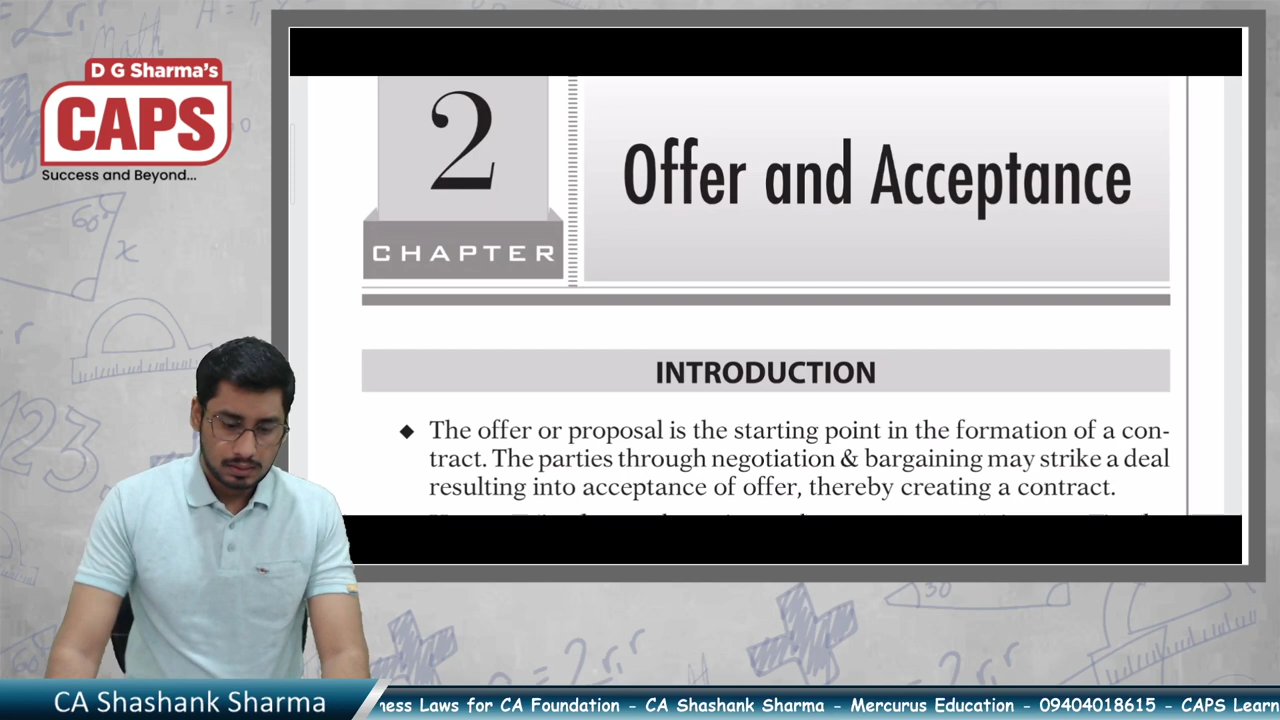 D G Sharma's
CAPS
Success and Beyond...
2
CHAPTER
Offer and Acceptance
INTRODUCTION
◆ The offer or proposal is the starting point in the formation of a con-
tract. The parties through negotiation & bargaining may strike a deal
resulting into acceptance of offer, thereby creating a contract.
CA Shashank Sharma
ness Laws for CA Foundation - CA Shashank Sharma - Mercurus Education - 09404018615 - CAPS Learn